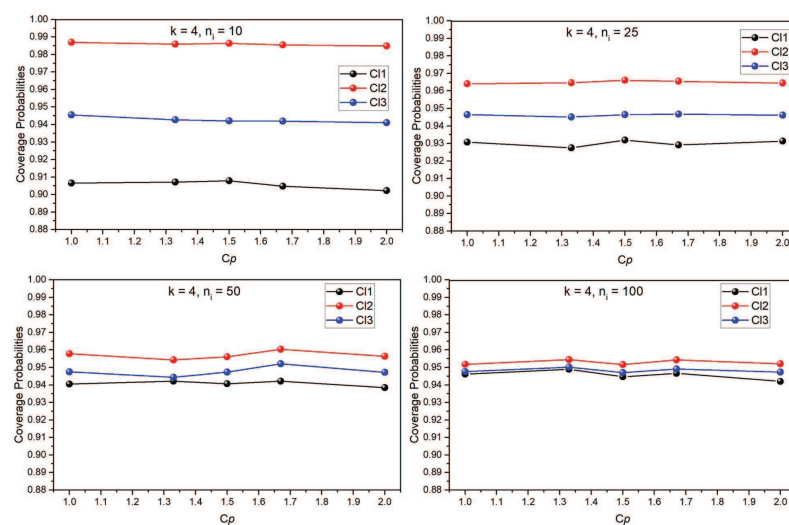 k = 4, n_i = 10
CI1
CI2
CI3
Coverage Probabilities
1.00
0.99
0.98
0.97
0.96
0.95
0.94
0.93
0.92
0.91
0.90
0.89
0.88
1.0 1.1 1.2 1.3 1.4 1.5 1.6 1.7 1.8 1.9 2.0
Cp
k = 4, n_i = 25
CI1
CI2
CI3
Coverage Probabilities
1.00
0.99
0.98
0.97
0.96
0.95
0.94
0.93
0.92
0.91
0.90
0.89
0.88
1.0 1.1 1.2 1.3 1.4 1.5 1.6 1.7 1.8 1.9 2.0
Cp
k = 4, n_i = 50
CI1
CI2
CI3
Coverage Probabilities
1.00
0.99
0.98
0.97
0.96
0.95
0.94
0.93
0.92
0.91
0.90
0.89
0.88
1.0 1.1 1.2 1.3 1.4 1.5 1.6 1.7 1.8 1.9 2.0
Cp
k = 4, n_i = 100
CI1
CI2
CI3
Coverage Probabilities
1.00
0.99
0.98
0.97
0.96
0.95
0.94
0.93
0.92
0.91
0.90
0.89
0.88
1.0 1.1 1.2 1.3 1.4 1.5 1.6 1.7 1.8 1.9 2.0
Cp